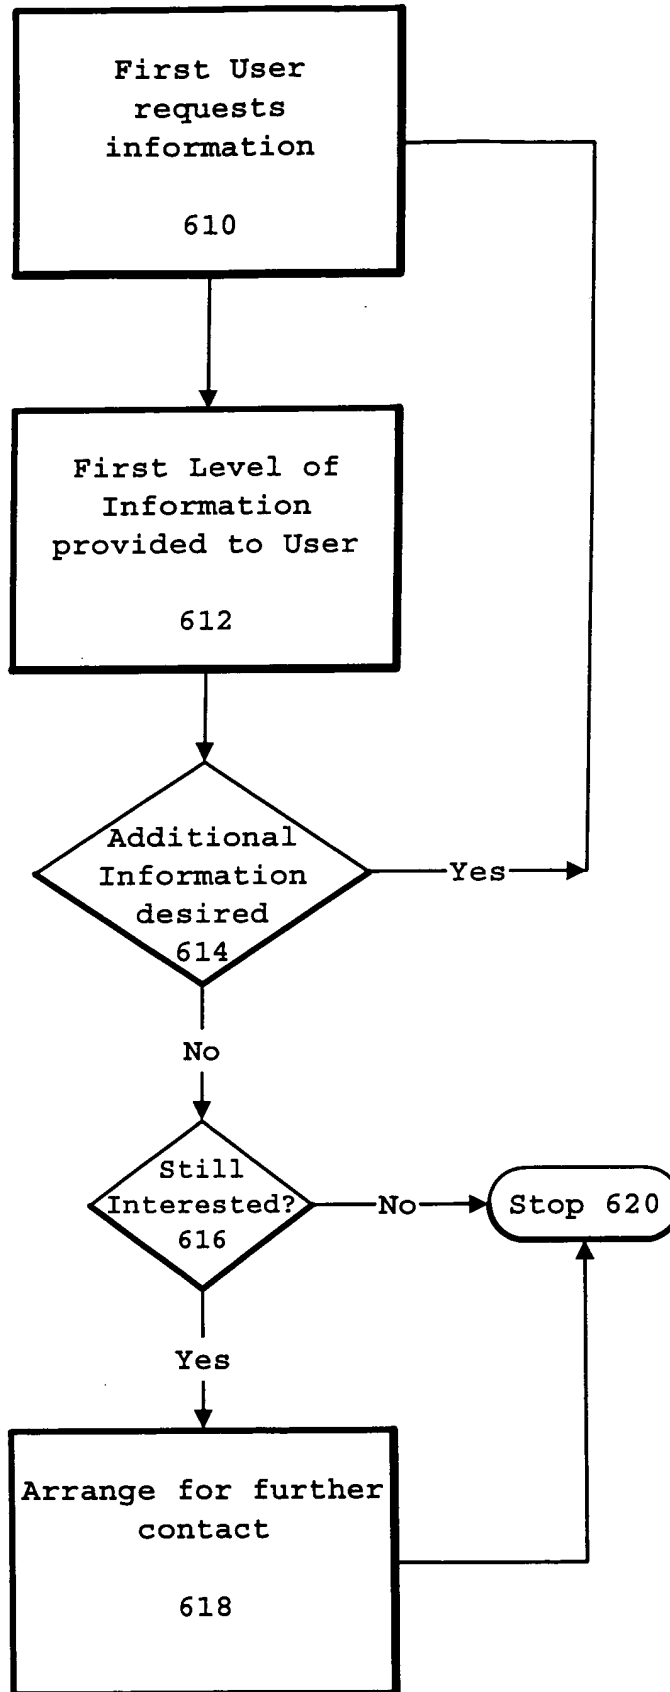 First User
requests
information
610
First Level of
Information
provided to User
612
Additional
Information
desired
614
Yes
No
Still
Interested?
616
No
Stop 620
Yes
Arrange for further
contact
618